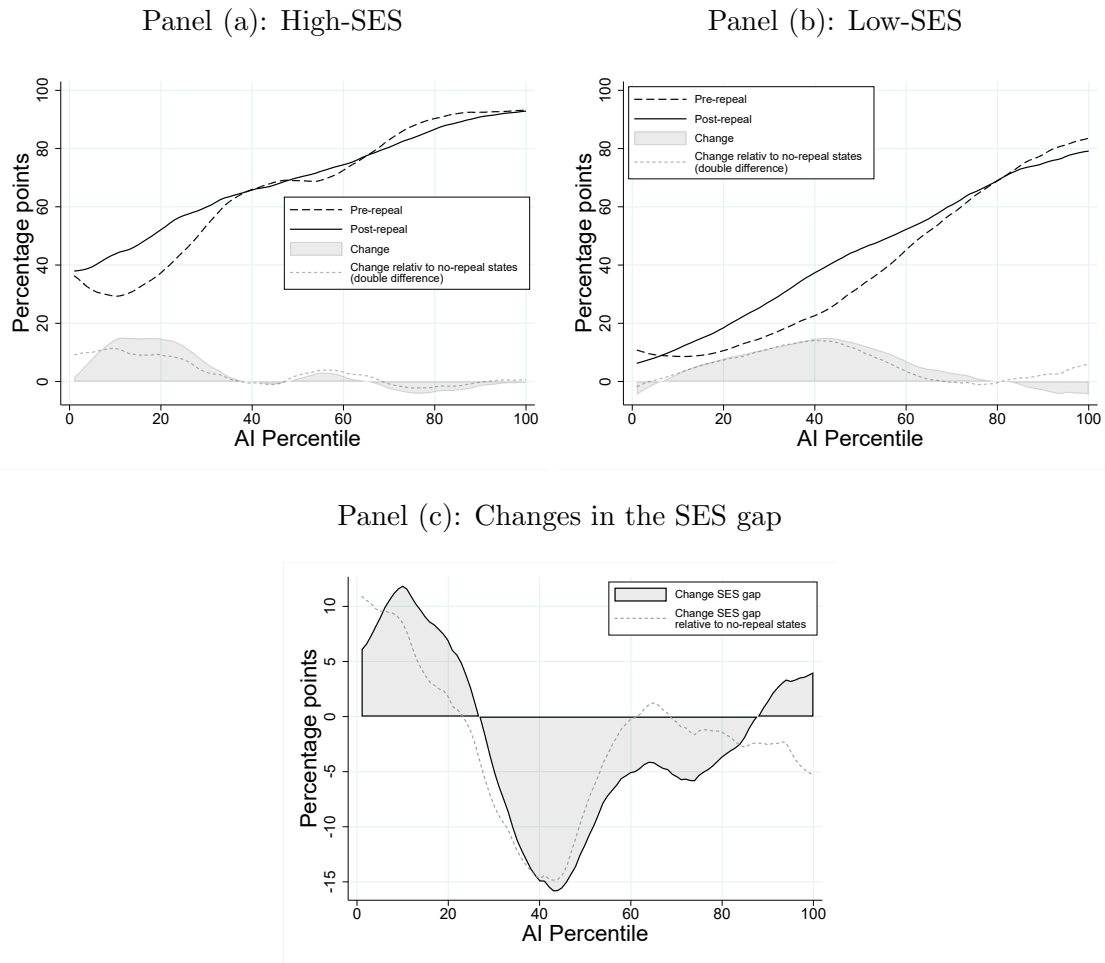 Panel (a): High-SES
Percentage points
100
80
60
40
20
0
Pre-repeal
Post-repeal
Change
Change relativ to no-repeal states
(double difference)
0 20 40 60 80 100
AI Percentile
Panel (b): Low-SES
Percentage points
100
80
60
40
20
0
Pre-repeal
Post-repeal
Change
Change relativ to no-repeal states
(double difference)
0 20 40 60 80 100
AI Percentile
Panel (c): Changes in the SES gap
Percentage points
10
5
0
-5
-10
-15
Change SES gap
Change SES gap
relative to no-repeal states
0 20 40 60 80 100
AI Percentile